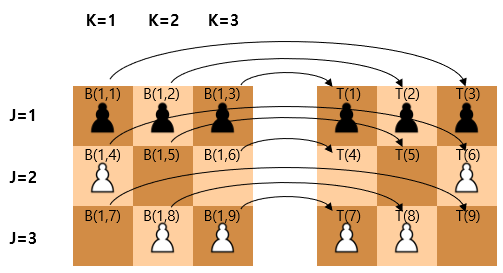 K=1 K=2 K=3
J=1 B(1,1) B(1,2) B(1,3) T(1) T(2) T(3)
J=2 B(1,4) B(1,5) B(1,6) T(4) T(5) T(6)
J=3 B(1,7) B(1,8) B(1,9) T(7) T(8) T(9)